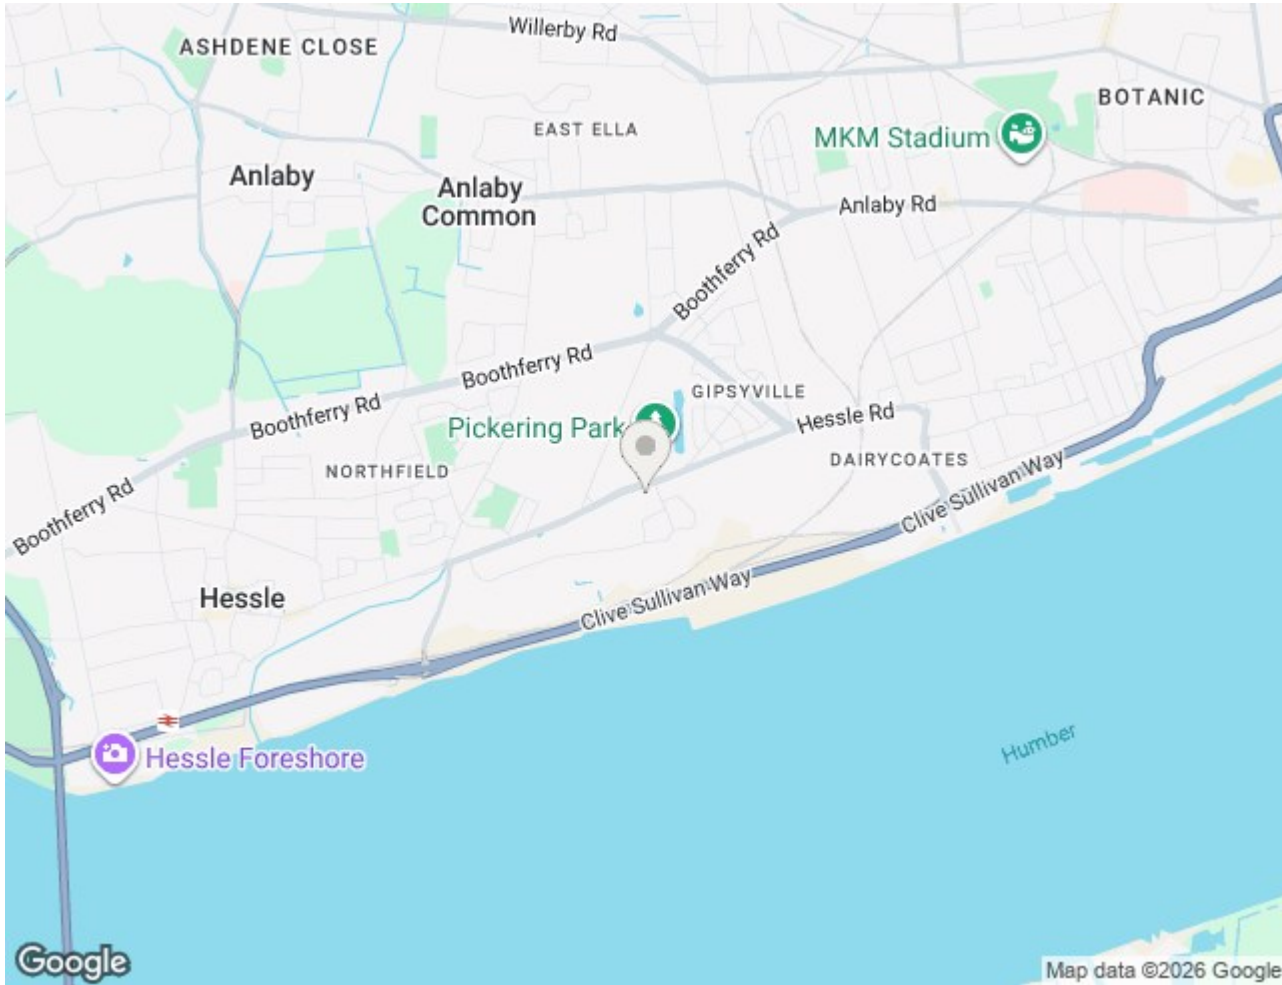 Willerby Rd
ASHDENE CLOSE
BOTANIC
EAST ELLA
MKM Stadium
Anlaby
Anlaby
Common
Anlaby Rd
Boothferry Rd
Boothferry Rd
GIPSYVILLE
Boothferry Rd
Hessle Rd
Pickering Park
NORTHFIELD
DAIRYCOATES
Boothferry Rd
Clive Sullivan Way
Hessle
Clive Sullivan Way
Hessle Foreshore
Humber
Google
Map data ©2026 Google